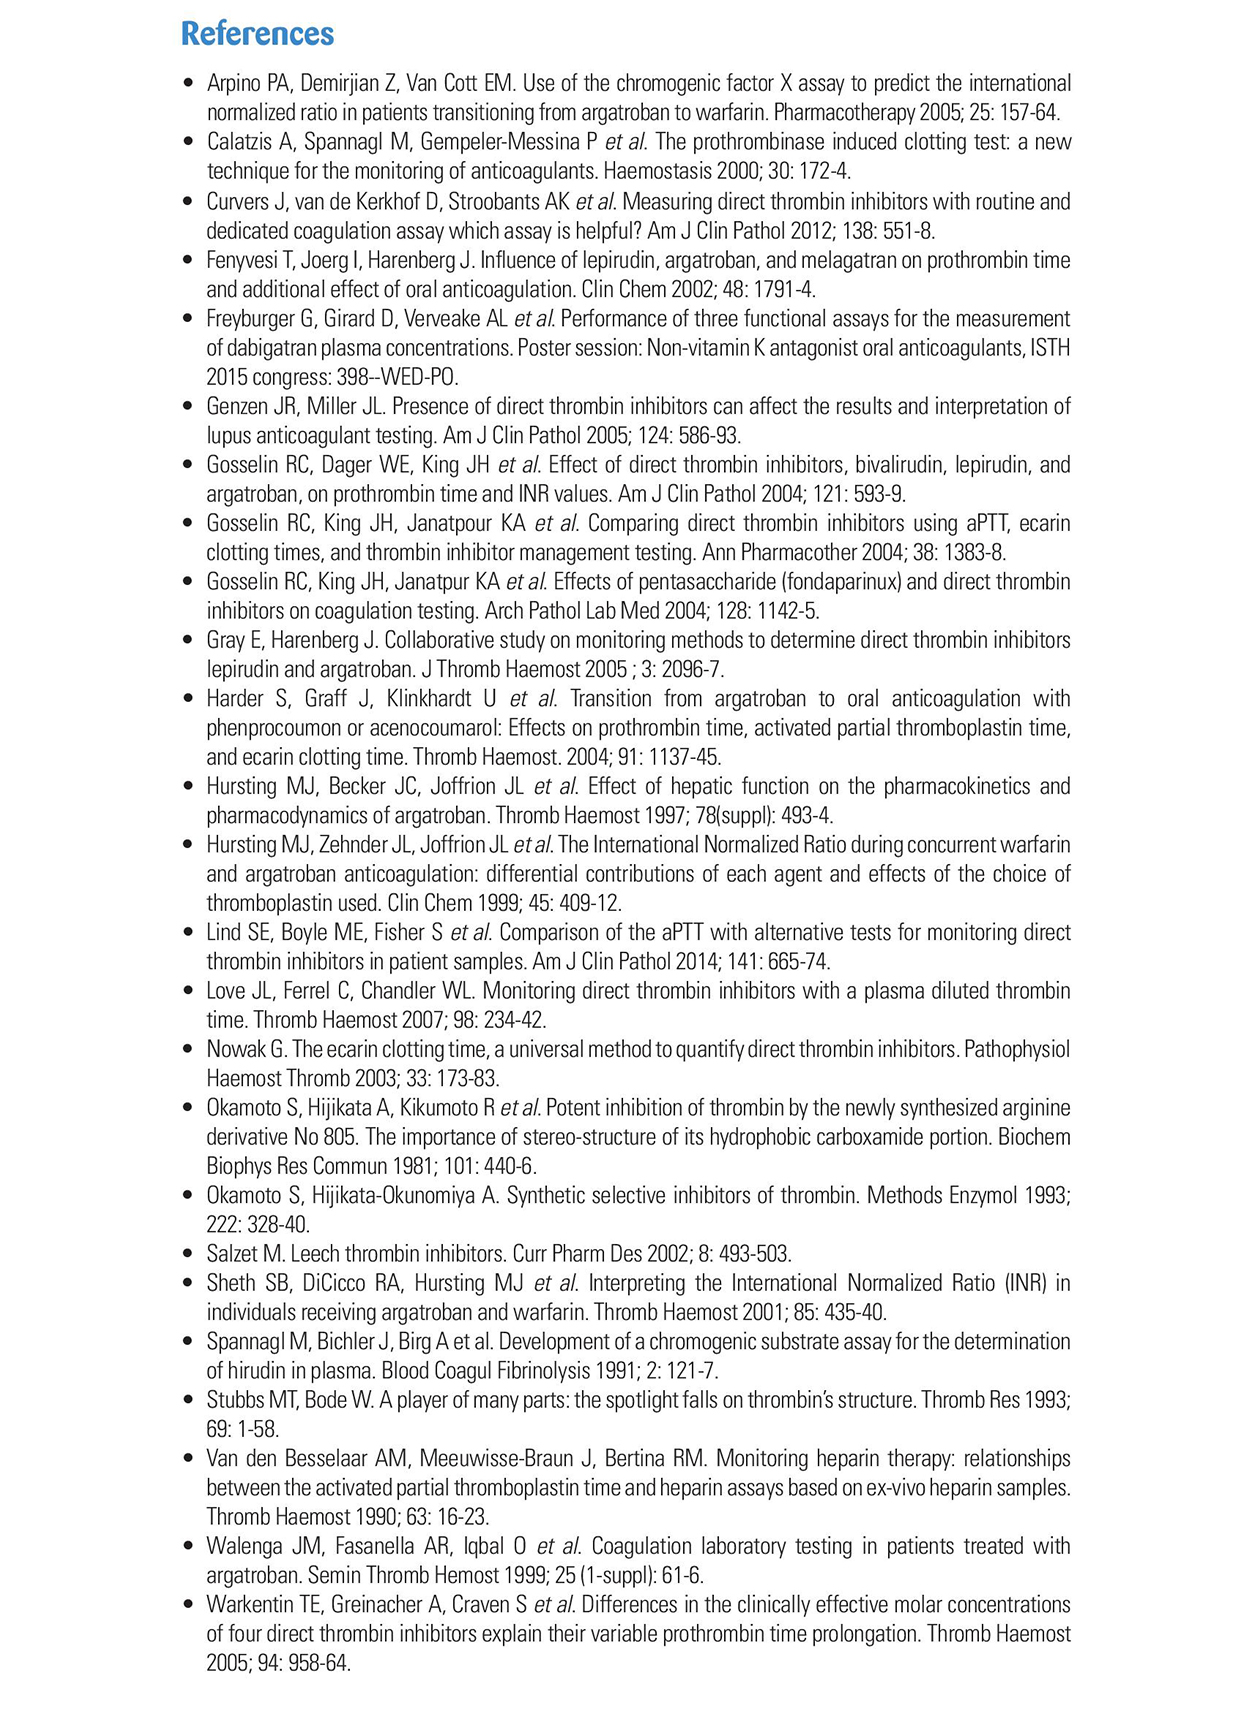 References
• Arpino PA, Demirjian Z, Van Cott EM. Use of the chromogenic factor X assay to predict the international
normalized ratio in patients transitioning from argatroban to warfarin. Pharmacotherapy 2005; 25: 157-64.
• Calatzis A, Spannagl M, Gempeler-Messina P et al. The prothrombinase induced clotting test: a new
technique for the monitoring of anticoagulants. Haemostasis 2000; 30: 172-4.
• Curvers J, van de Kerkhof D, Stroobants AK et al. Measuring direct thrombin inhibitors with routine and
dedicated coagulation assay which assay is helpful? Am J Clin Pathol 2012; 138: 551-8.
• Fenyvesi T, Joerg I, Harenberg J. Influence of lepirudin, argatroban, and melagatran on prothrombin time
and additional effect of oral anticoagulation. Clin Chem 2002; 48: 1791-4.
• Freyburger G, Girard D, Verveake AL et al. Performance of three functional assays for the measurement
of dabigatran plasma concentrations. Poster session: Non-vitamin K antagonist oral anticoagulants, ISTH
2015 congress: 398--WED-PO.
• Genzen JR, Miller JL. Presence of direct thrombin inhibitors can affect the results and interpretation of
lupus anticoagulant testing. Am J Clin Pathol 2005; 124: 586-93.
• Gosselin RC, Dager WE, King JH et al. Effect of direct thrombin inhibitors, bivalirudin, lepirudin, and
argatroban, on prothrombin time and INR values. Am J Clin Pathol 2004; 121: 593-9.
• Gosselin RC, King JH, Janatpour KA et al. Comparing direct thrombin inhibitors using aPTT, ecarin
clotting times, and thrombin inhibitor management testing. Ann Pharmacother 2004; 38: 1383-8.
• Gosselin RC, King JH, Janatpur KA et al. Effects of pentasaccharide (fondaparinux) and direct thrombin
inhibitors on coagulation testing. Arch Pathol Lab Med 2004; 128: 1142-5.
• Gray E, Harenberg J. Collaborative study on monitoring methods to determine direct thrombin inhibitors
lepirudin and argatroban. J Thromb Haemost 2005 ; 3: 2096-7.
• Harder S, Graff J, Klinkhardt U et al. Transition from argatroban to oral anticoagulation with
phenprocoumon or acenocoumarol: Effects on prothrombin time, activated partial thromboplastin time,
and ecarin clotting time. Thromb Haemost. 2004; 91: 1137-45.
• Hursting MJ, Becker JC, Joffrion JL et al. Effect of hepatic function on the pharmacokinetics and
pharmacodynamics of argatroban. Thromb Haemost 1997; 78(suppl): 493-4.
• Hursting MJ, Zehnder JL, Joffrion JL et al. The International Normalized Ratio during concurrent warfarin
and argatroban anticoagulation: differential contributions of each agent and effects of the choice of
thromboplastin used. Clin Chem 1999; 45: 409-12.
• Lind SE, Boyle ME, Fisher S et al. Comparison of the aPTT with alternative tests for monitoring direct
thrombin inhibitors in patient samples. Am J Clin Pathol 2014; 141: 665-74.
• Love JL, Ferrel C, Chandler WL. Monitoring direct thrombin inhibitors with a plasma diluted thrombin
time. Thromb Haemost 2007; 98: 234-42.
• Nowak G. The ecarin clotting time, a universal method to quantify direct thrombin inhibitors. Pathophysiol
Haemost Thromb 2003; 33: 173-83.
• Okamoto S, Hijikata A, Kikumoto R et al. Potent inhibition of thrombin by the newly synthesized arginine
derivative No 805. The importance of stereo-structure of its hydrophobic carboxamide portion. Biochem
Biophys Res Commun 1981; 101: 440-6.
• Okamoto S, Hijikata-Okunomiya A. Synthetic selective inhibitors of thrombin. Methods Enzymol 1993;
222: 328-40.
• Salzet M. Leech thrombin inhibitors. Curr Pharm Des 2002; 8: 493-503.
• Sheth SB, DiCicco RA, Hursting MJ et al. Interpreting the International Normalized Ratio (INR) in
individuals receiving argatroban and warfarin. Thromb Haemost 2001; 85: 435-40.
• Spannagl M, Bichler J, Birg A et al. Development of a chromogenic substrate assay for the determination
of hirudin in plasma. Blood Coagul Fibrinolysis 1991; 2: 121-7.
• Stubbs MT, Bode W. A player of many parts: the spotlight falls on thrombin’s structure. Thromb Res 1993;
69: 1-58.
• Van den Besselaar AM, Meeuwisse-Braun J, Bertina RM. Monitoring heparin therapy: relationships
between the activated partial thromboplastin time and heparin assays based on ex-vivo heparin samples.
Thromb Haemost 1990; 63: 16-23.
• Walenga JM, Fasanella AR, Iqbal O et al. Coagulation laboratory testing in patients treated with
argatroban. Semin Thromb Hemost 1999; 25 (1-suppl): 61-6.
• Warkentin TE, Greinacher A, Craven S et al. Differences in the clinically effective molar concentrations
of four direct thrombin inhibitors explain their variable prothrombin time prolongation. Thromb Haemost
2005; 94: 958-64.